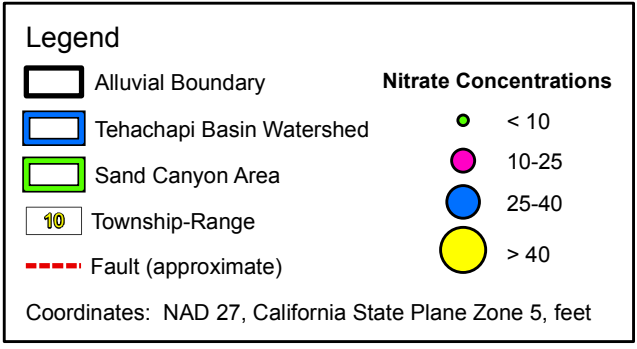 Legend
Alluvial Boundary
Tehachapi Basin Watershed
Sand Canyon Area
10 Township-Range
Fault (approximate)
Nitrate Concentrations
< 10
10-25
25-40
> 40
Coordinates: NAD 27, California State Plane Zone 5, feet